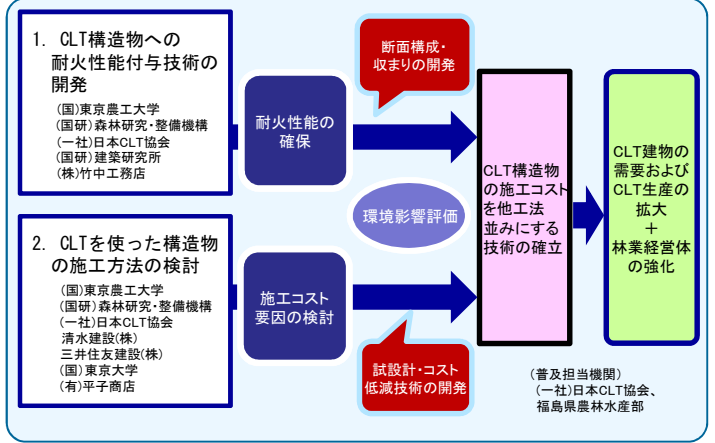 1. CLT構造物への
耐火性能付与技術の
開発
(国)東京農工大学
(国研)森林研究・整備機構
(一社)日本CLT協会
(国研)建築研究所
(株)竹中工務店
耐火性能の
確保
断面構成・
収まりの開発
環境影響評価
2. CLTを使った構造物
の施工方法の検討
(国)東京農工大学
(国研)森林研究・整備機構
(一社)日本CLT協会
清水建設(株)
三井住友建設(株)
(国)東京大学
(有)平子商店
施工コスト
要因の検討
試設計・コスト
低減技術の開発
CLT構造物
の施工コスト
を他工法
並みにする
技術の確立
CLT建物の
需要および
CLT生産の
拡大
+
林業経営体
の強化
(普及担当機関)
(一社)日本CLT協会、
福島県農林水産部